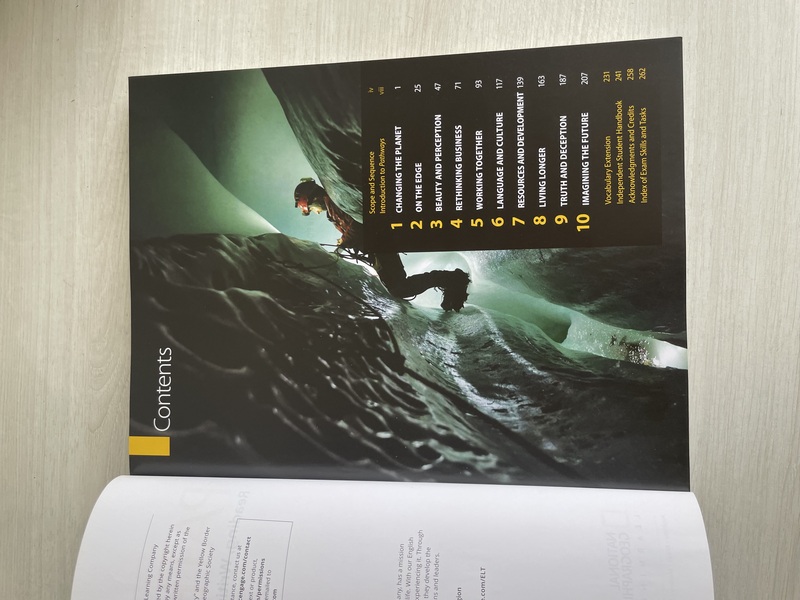 Learning Company
ed by the copyright herein
by any means, except as
written permission of the
y" and the Yellow Border
eographic Society
tance, contact us at
cengage.com/contact
ext or product,
/permissions
emailed to
com
any, has a mission
life. With our English
xperiencing it. Through
they develop the
ns and leaders.
gion
e.com/ELT
Contents
Scope and Sequence iv
Introduction to Pathways viii
1 CHANGING THE PLANET 1
2 ON THE EDGE 25
3 BEAUTY AND PERCEPTION 47
4 RETHINKING BUSINESS 71
5 WORKING TOGETHER 93
6 LANGUAGE AND CULTURE 117
7 RESOURCES AND DEVELOPMENT 139
8 LIVING LONGER 163
9 TRUTH AND DECEPTION 187
10 IMAGINING THE FUTURE 207
Vocabulary Extension 231
Independent Student Handbook 241
Acknowledgments and Credits 258
Index of Exam Skills and Tasks 262